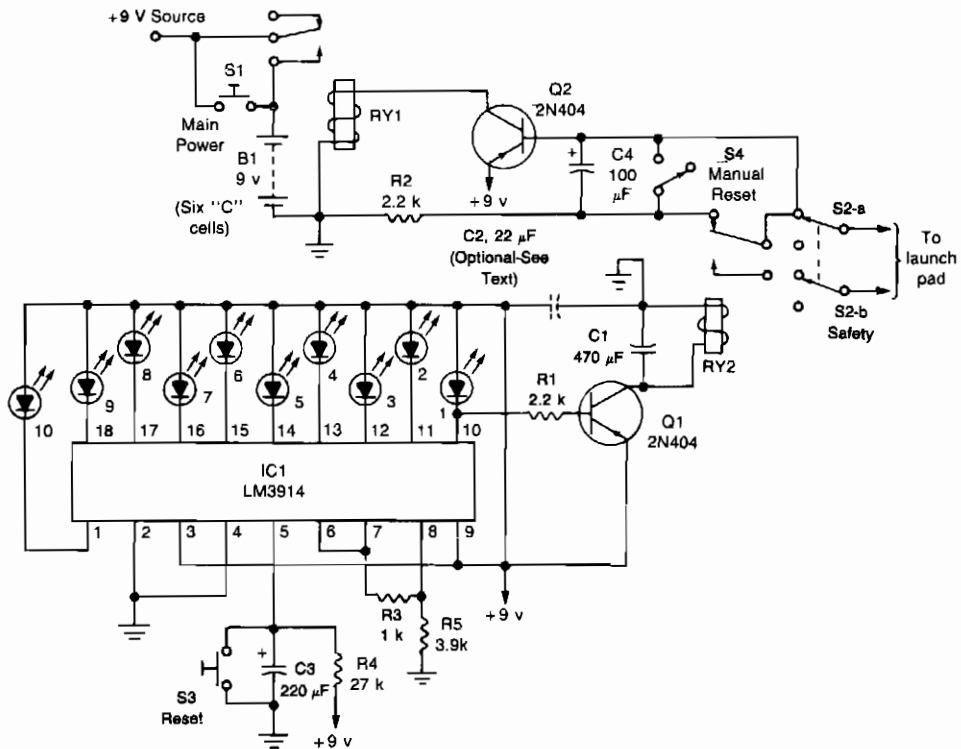 +9 V Source
S1
Main
Power
B1
9 v
(Six "C"
cells)
RY1
Q2
2N404
+9 v
R2
2.2 k
C2, 22 µF
(Optional-See
Text)
+
C4
100
µF
S4
Manual
Reset
S2-a
To
launch
pad
S2-b
Safety
10
9
8
7
6
5
4
3
2
1
C1
470 µF
RY2
R1
2.2 k
Q1
2N404
18
17
16
15
14
13
12
11
10
IC1
LM3914
1
2
3
4
5
6
7
8
9
R3
1 k
R5
3.9k
+9 v
S3
Reset
+
C3
220 µF
R4
27 k
+9 v